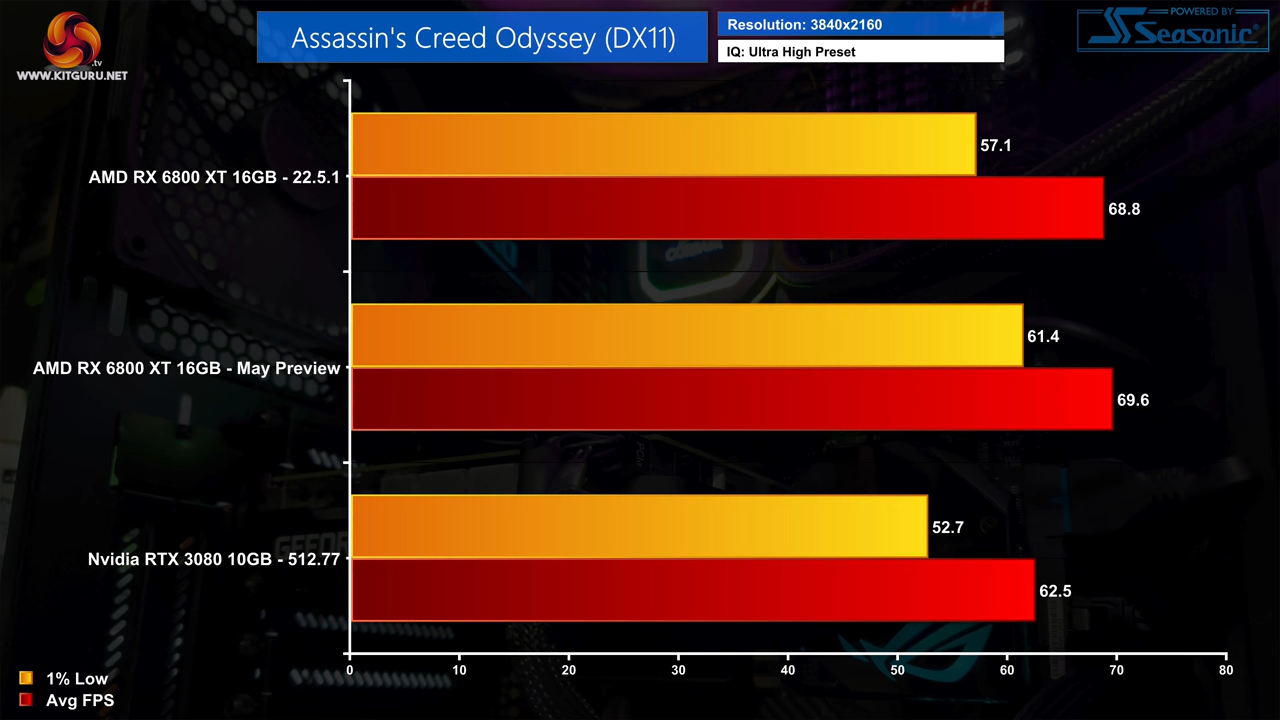 .tv
WWW.KITGURU.NET
Assassin's Creed Odyssey (DX11)
Resolution: 3840x2160
IQ: Ultra High Preset
POWERED BY
Seasonic
AMD RX 6800 XT 16GB - 22.5.1
57.1
68.8
AMD RX 6800 XT 16GB - May Preview
61.4
69.6
Nvidia RTX 3080 10GB - 512.77
52.7
62.5
0 10 20 30 40 50 60 70 80
1% Low
Avg FPS